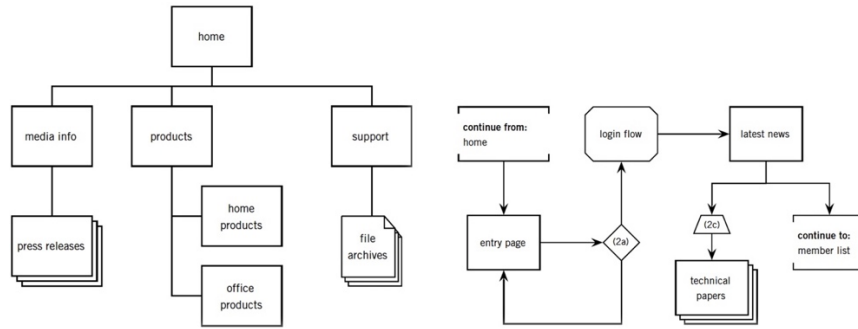 home
media info
products
support
press releases
home
products
office
products
file
archives
continue from:
home
login flow
latest news
entry page
(2a)
(2c)
continue to:
member list
technical
papers